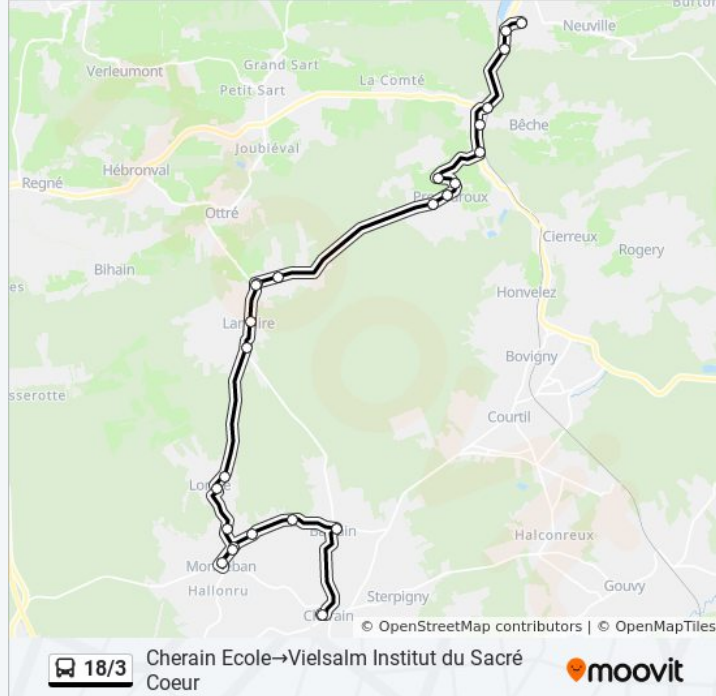 Burton
Neuville
Grand Sart
Verleumont
La Comté
Petit Sart
Bêche
Joubiéval
Hébronval
Regné
Ottré
Cierreux
Rogery
Bihain
Honvelez
Bovigny
Courtil
Halconreux
Gouvy
Hallonru
Sterpigny
© OpenStreetMap contributors | © OpenMapTiles
18/3 Cherain Ecole→Vielsalm Institut du Sacré
Coeur
moovit